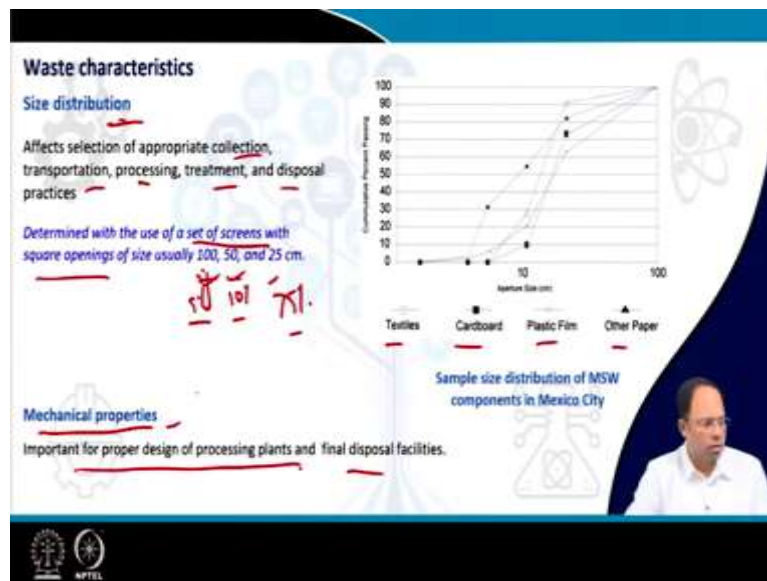 Waste characteristics
Size distribution
Affects selection of appropriate collection,
transportation, processing, treatment, and disposal
practices
Determined with the use of a set of screens with
square openings of size usually 100, 50, and 25 cm.
Mechanical properties
Important for proper design of processing plants and final disposal facilities.
Cummulative Percent Passing
100
90
80
70
60
50
40
30
20
10
0
10
100
Aperture Size (cm)
Textiles Cardboard Plastic Film Other Paper
Sample size distribution of MSW
components in Mexico City
NPTEL